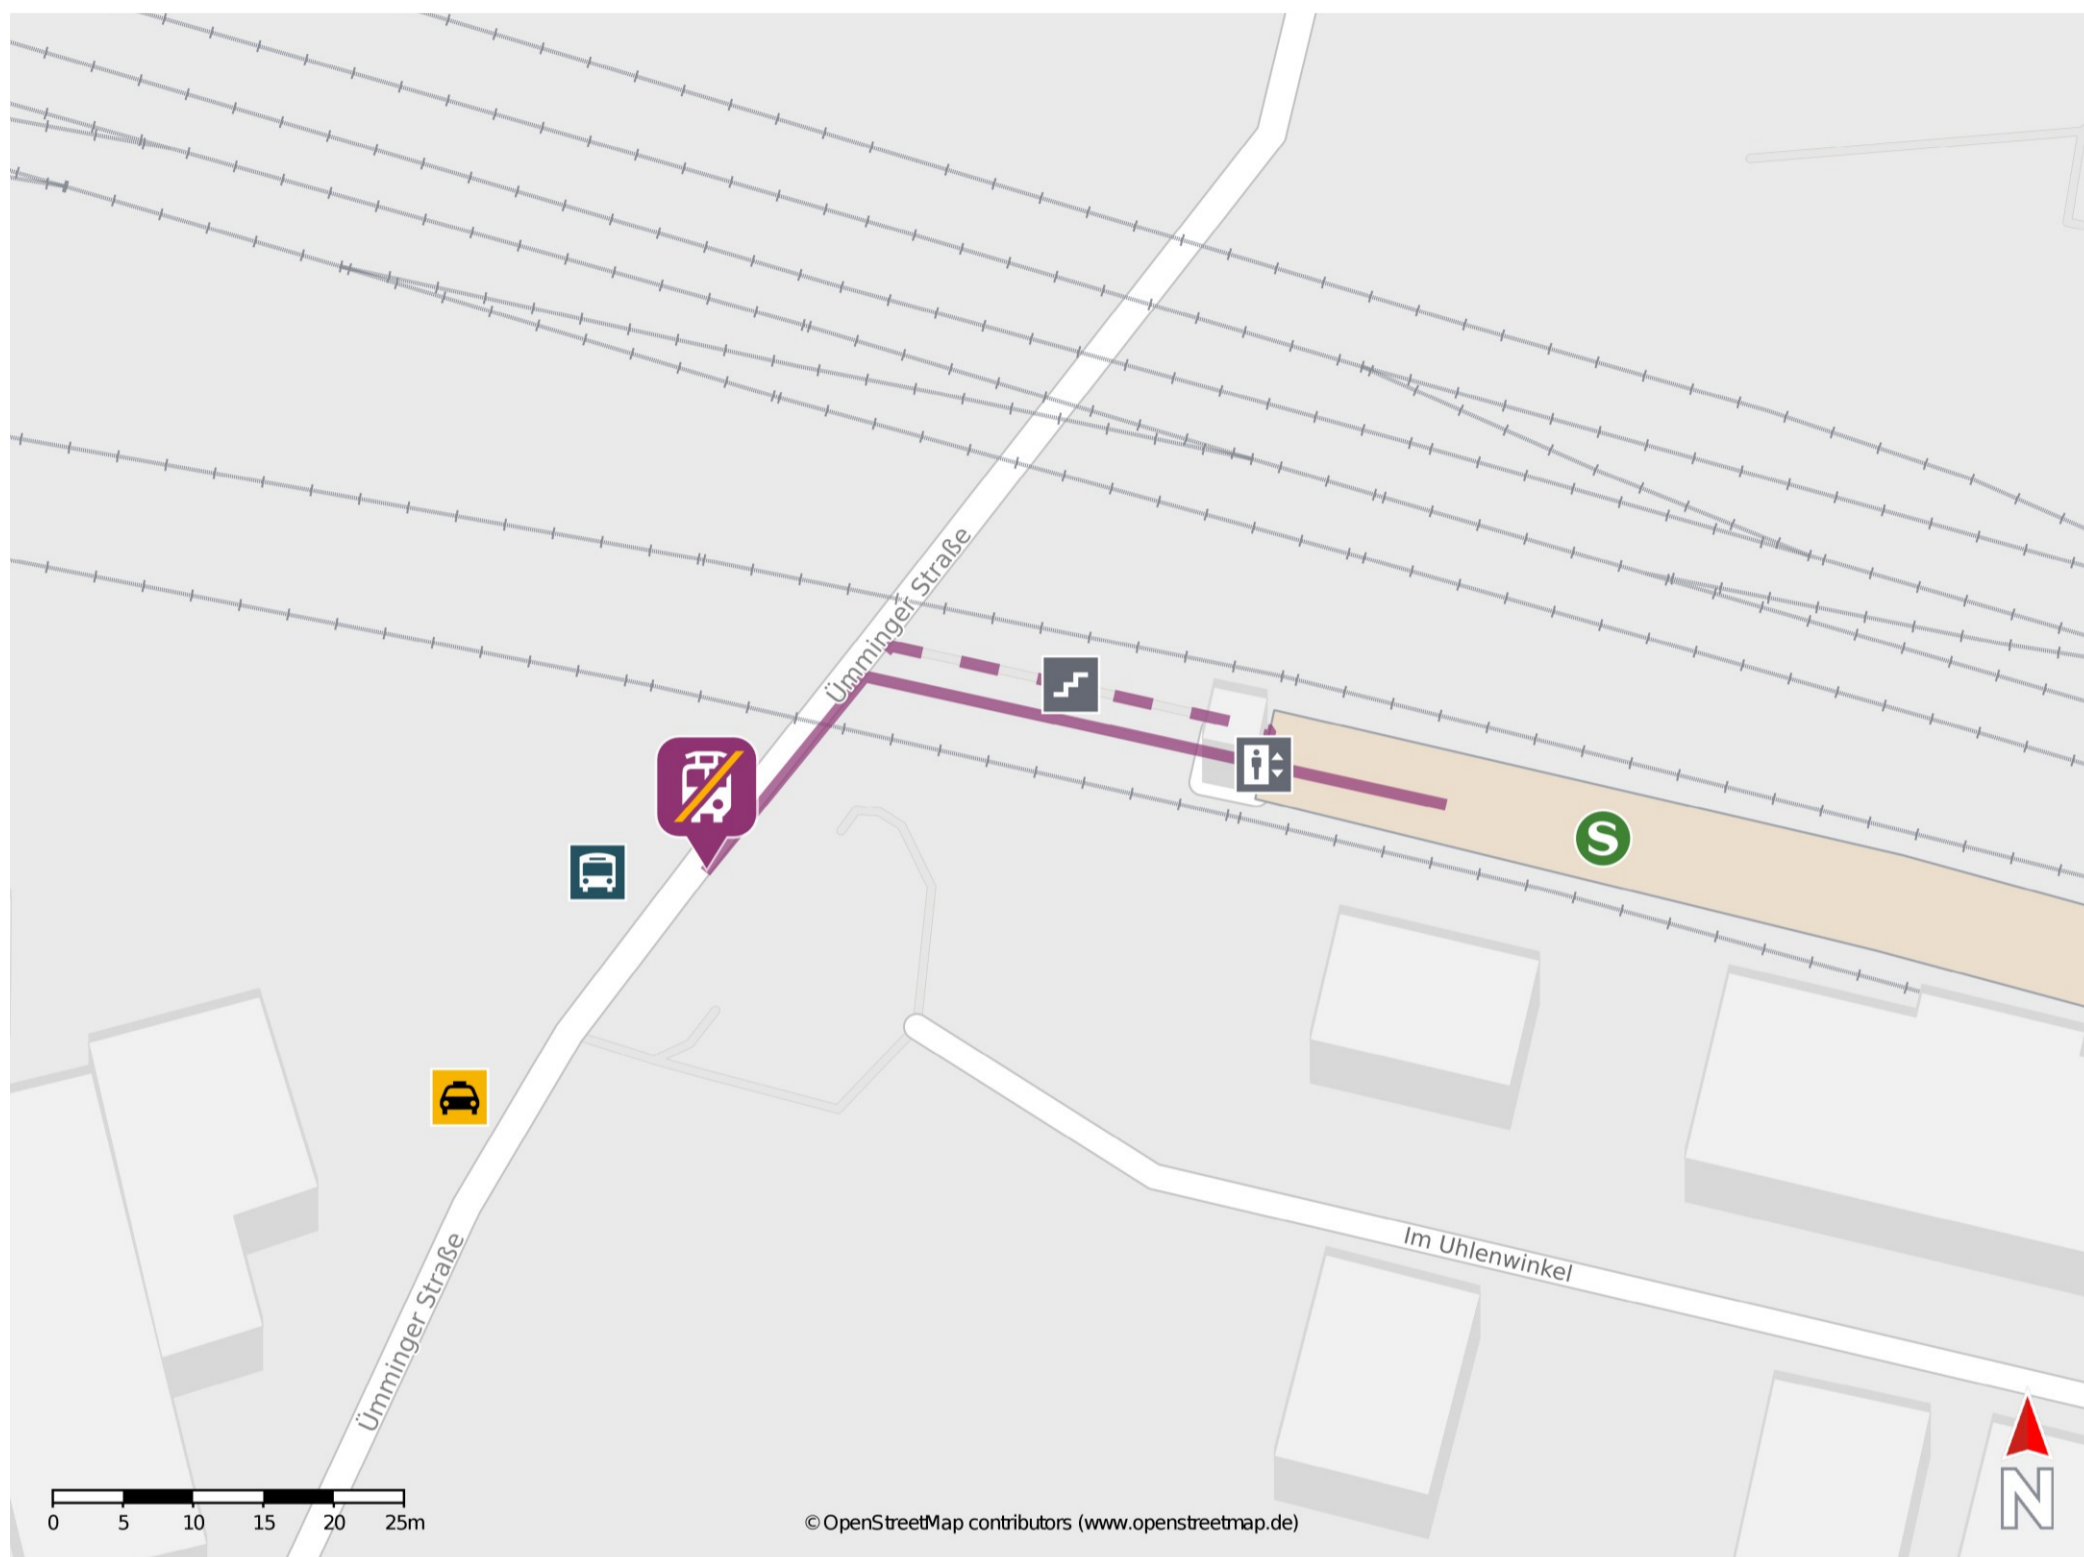 Ümminger Straße
S
Im Uhlenwinkel
Ümminger Straße
0 5 10 15 20 25m
© OpenStreetMap contributors (www.openstreetmap.de)
N